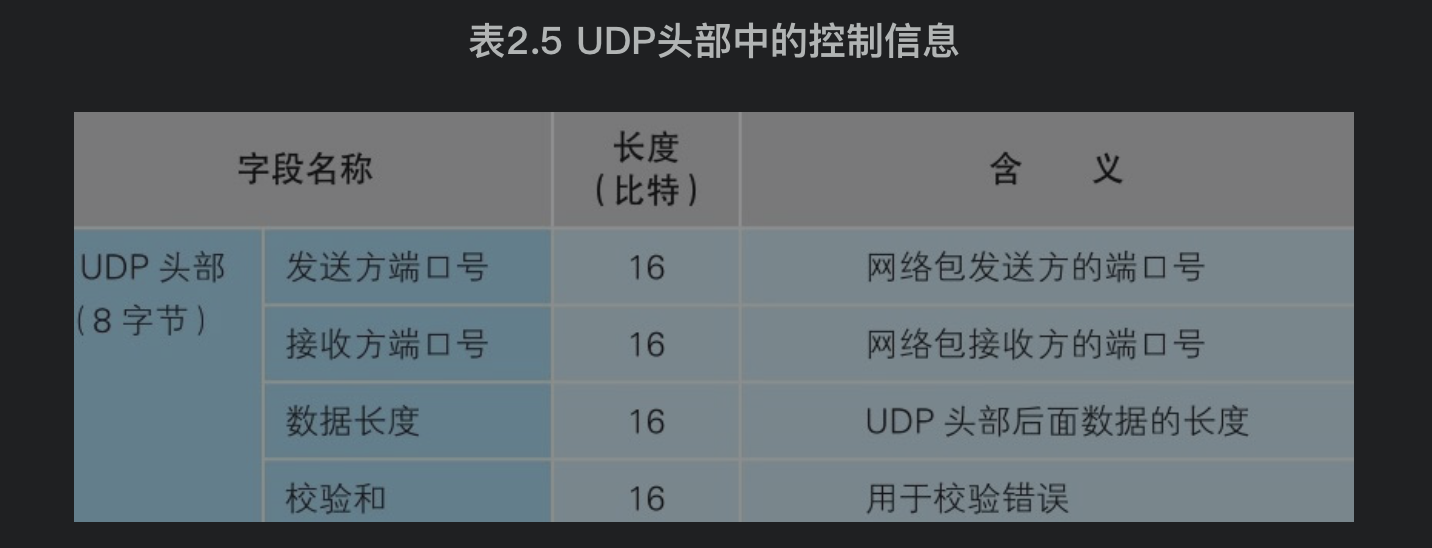 表2.5 UDP头部中的控制信息
字段名称
长度
（比特）
含 义
UDP 头部
（8 字节）
发送方端口号
16
网络包发送方的端口号
接收方端口号
16
网络包接收方的端口号
数据长度
16
UDP 头部后面数据的长度
校验和
16
用于校验错误